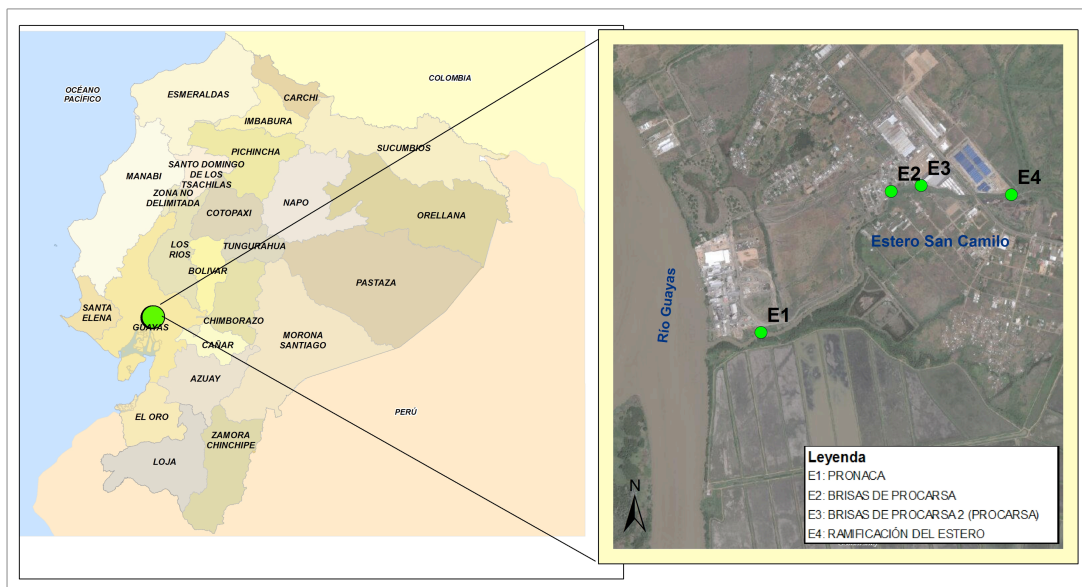 OCÉANO
PACÍFICO
COLOMBIA
ESMERALDAS
CARCHI
IMBABURA
PICHINCHA
SUCUMBIOS
SANTO DOMINGO
DE LOS
TSACHILAS
MANABI
ZONA NO
DELIMITADA
NAPO
COTOPAXI
ORELLANA
LOS
RIOS
TUNGURAHUA
BOLIVAR
PASTAZA
SANTA
ELENA
GUAYAS
CHIMBORAZO
MORONA
SANTIAGO
CAÑAR
AZUAY
PERÚ
EL ORO
ZAMORA
CHINCHIPE
LOJA
E2
E3
E4
Estero San Camilo
Río Guayas
E1
N
Leyenda
E1: PRONACA
E2: BRISAS DE PROCARSA
E3: BRISAS DE PROCARSA 2 (PROCARSA)
E4: RAMIFICACIÓN DEL ESTERO